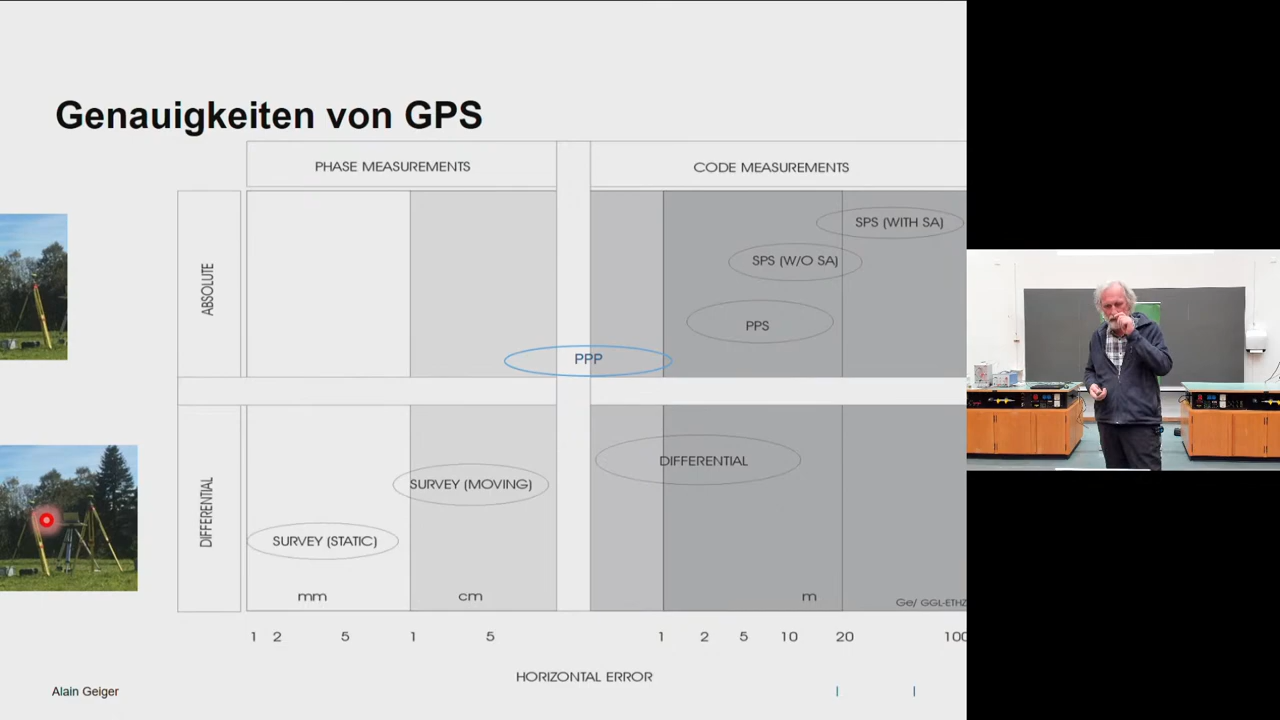 Genauigkeiten von GPS
PHASE MEASUREMENTS
CODE MEASUREMENTS
ABSOLUTE
SPS (WITH SA)
SPS (W/O SA)
PPS
PPP
DIFFERENTIAL
DIFFERENTIAL
SURVEY (MOVING)
SURVEY (STATIC)
mm cm m
Ge/ GGL-ETHZ
1 2 5 1 5 1 2 5 10 20 100
HORIZONTAL ERROR
Alain Geiger